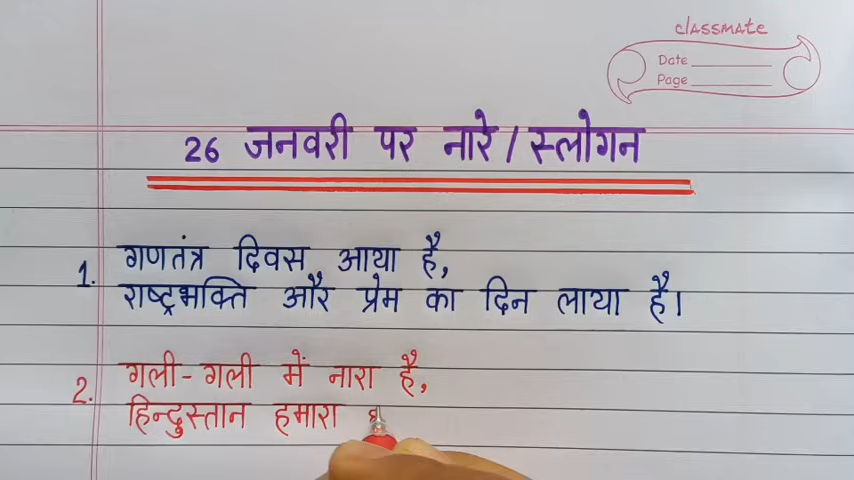 classmate
Date
Page
26 जनवरी पर नारे/स्लोगन
1. गणतंत्र दिवस आया है,
राष्ट्रभक्ति और प्रेम का दिन लाया है।
2. गली-गली में नारा है,
हिन्दुस्तान हमारा